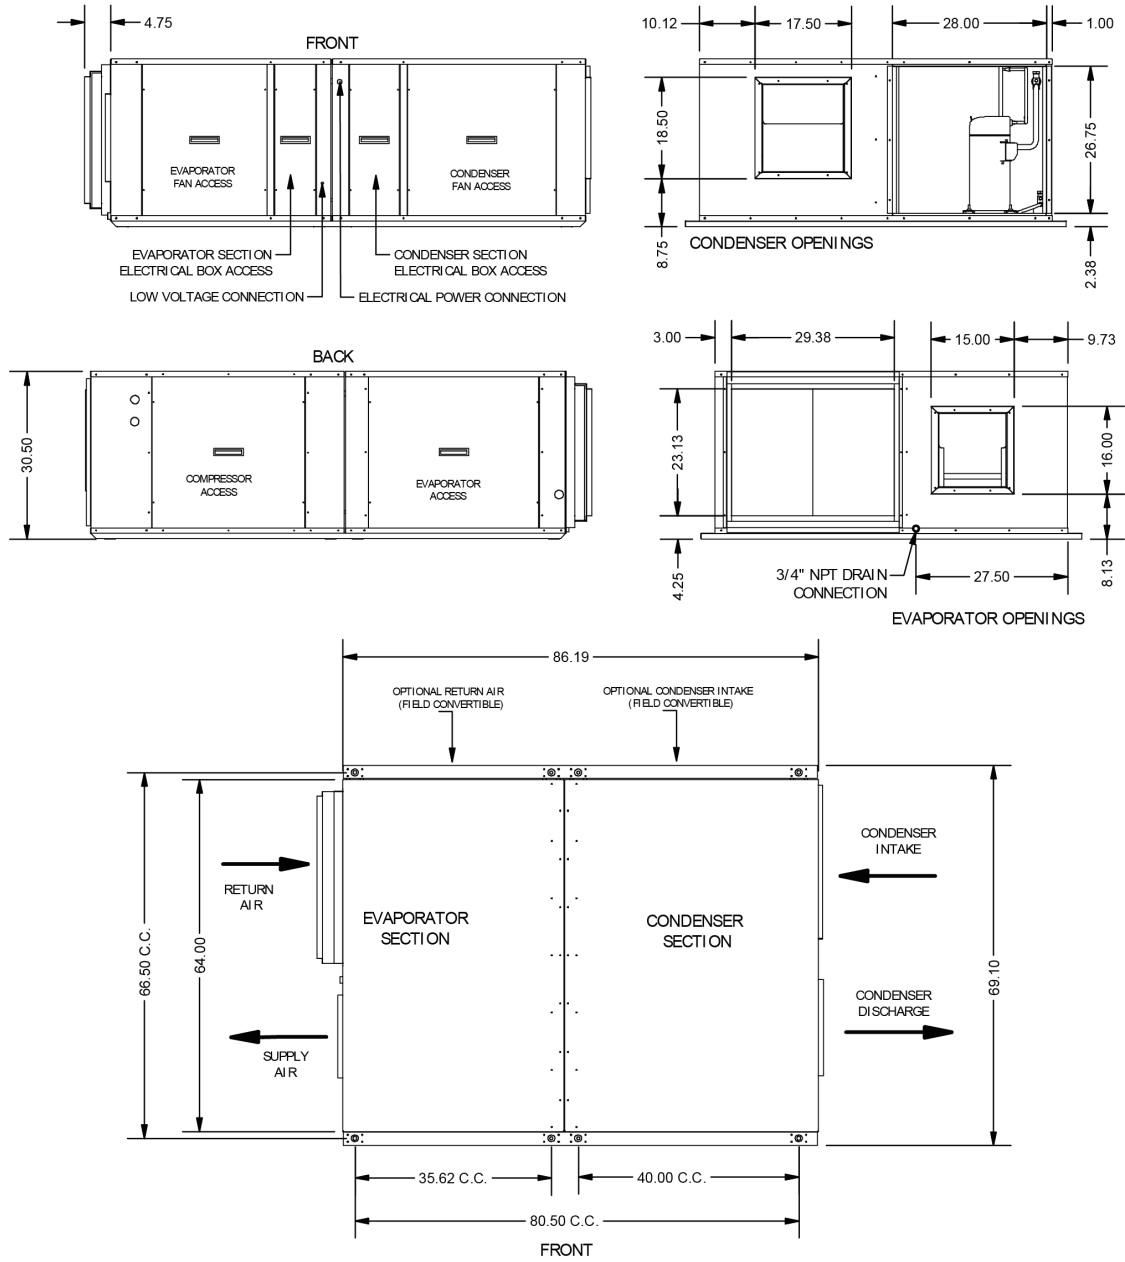 4.75
FRONT
EVAPORATOR
FAN ACCESS
CONDENSER
FAN ACCESS
EVAPORATOR SECTION
ELECTRICAL BOX ACCESS
CONDENSER SECTION
ELECTRICAL BOX ACCESS
LOW VOLTAGE CONNECTION
ELECTRICAL POWER CONNECTION
10.12
17.50
28.00
1.00
18.50
26.75
8.75
2.38
CONDENSER OPENINGS
BACK
30.50
COMPRESSOR
ACCESS
EVAPORATOR
ACCESS
3.00
29.38
15.00
9.73
23.13
16.00
4.25
8.13
3/4" NPT DRAIN
CONNECTION
27.50
EVAPORATOR OPENINGS
86.19
OPTIONAL RETURN AIR
(FIELD CONVERTIBLE)
OPTIONAL CONDENSER INTAKE
(FIELD CONVERTIBLE)
RETURN
AIR
EVAPORATOR
SECTION
CONDENSER
SECTION
CONDENSER
INTAKE
66.50 C.C.
64.00
69.10
CONDENSER
DISCHARGE
SUPPLY
AIR
35.62 C.C.
40.00 C.C.
80.50 C.C.
FRONT